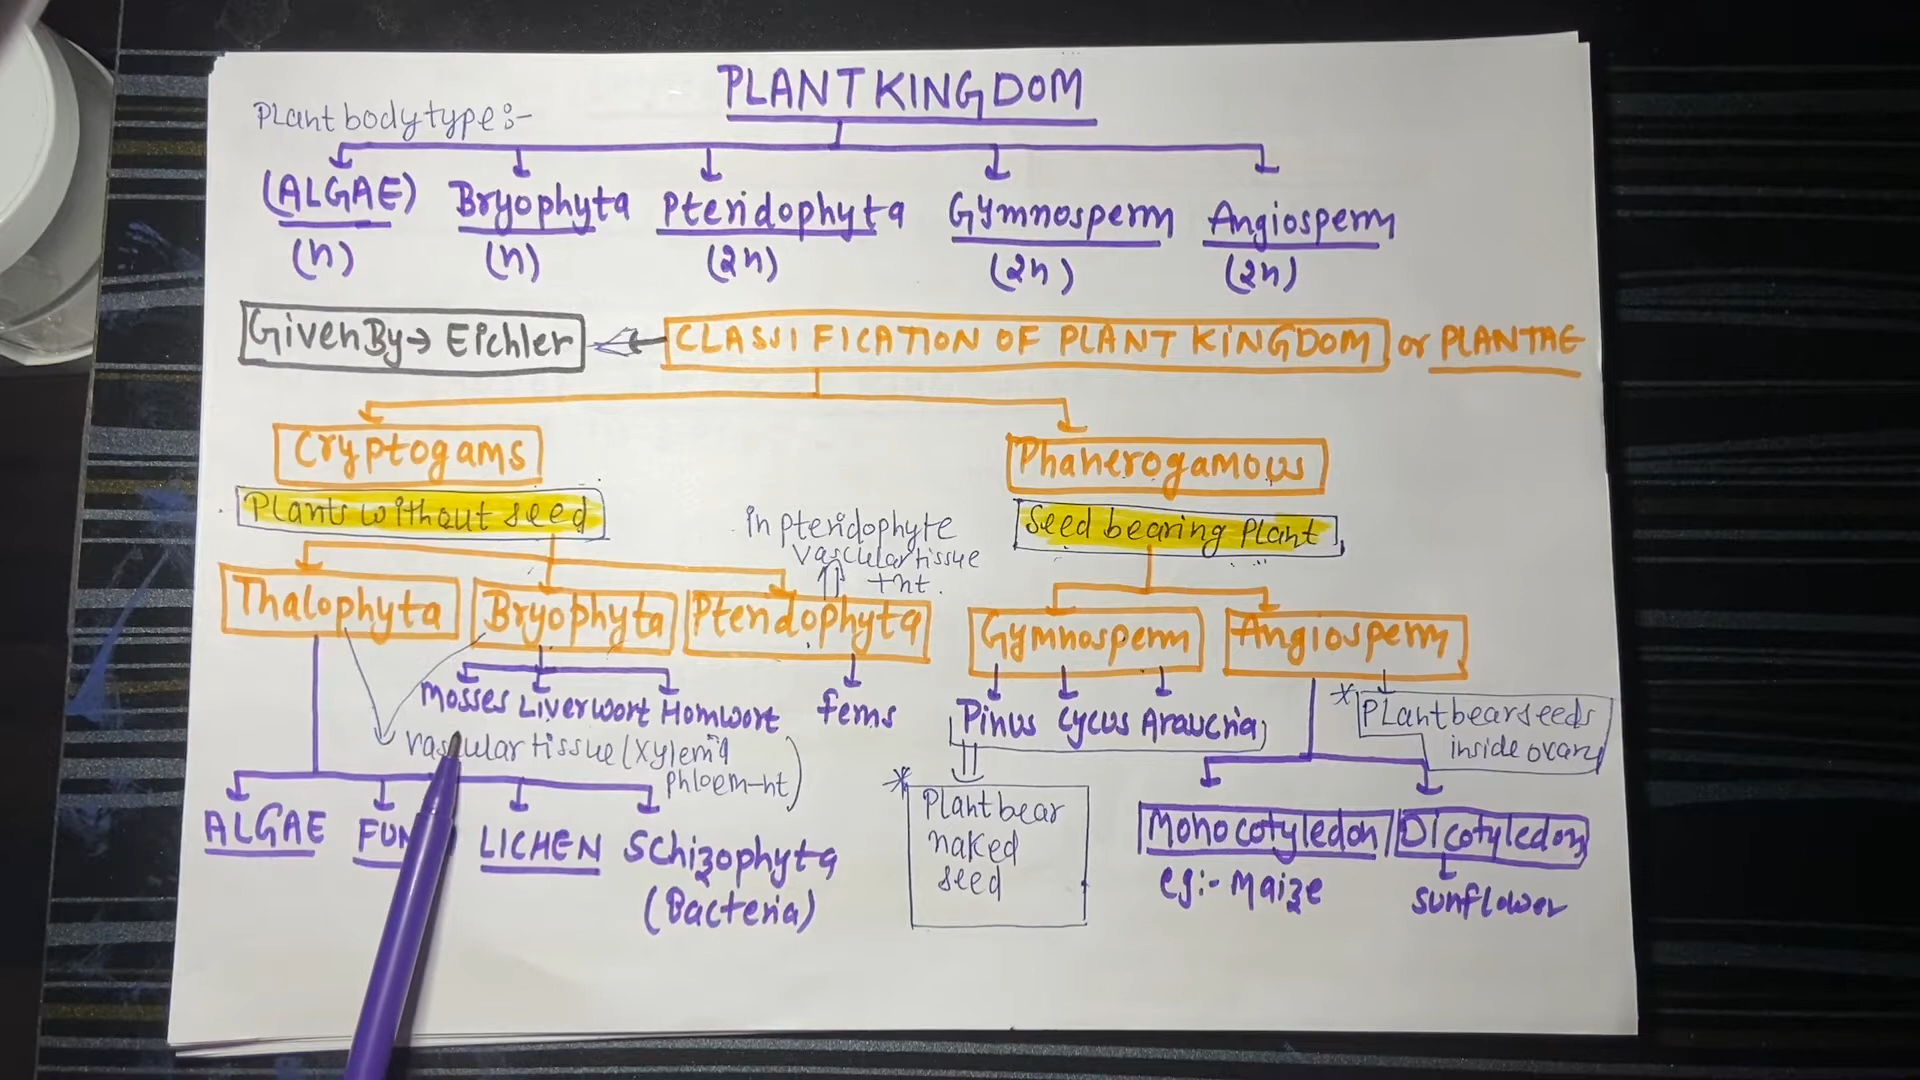 PLANT KINGDOM
Plant body type:-
(ALGAE) Bryophyta Pteridophyta Gymnosperm Angiosperm
(n) (n) (2n) (2n) (2n)
Given By→ Eichler ← CLASSIFICATION OF PLANT KINGDOM or PLANTAE
Cryptogams Phanerogamous
Plants without seed Seed bearing Plant
In pteridophyte
vascular tissue
+nt.
Thalophyta Bryophyta Pteridophyta Gymnosperm Angiosperm
Mosses Liverwort Hornwort ferns Pinus Cycus Araucria
* Plant bear seeds
inside ovary
vascular tissue (xylem q
phloem-nt)
ALGAE LICHEN Schizophyta
(Bacteria)
* Plant bear
naked
seed
Monocotyledon / Dicotyledon
eg:- Maize sunflower